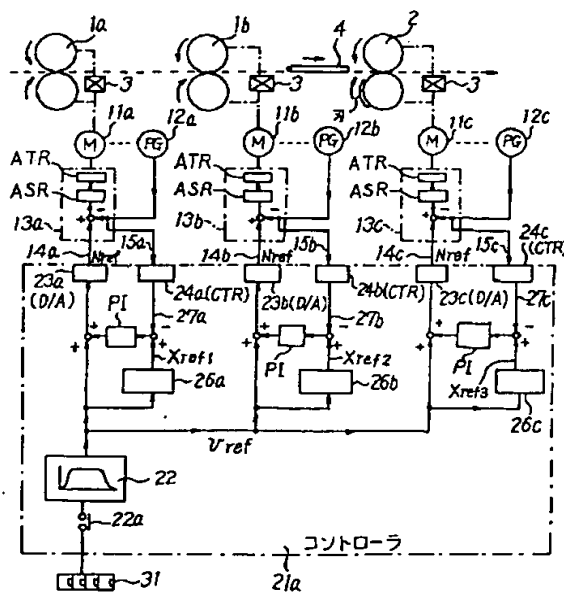 1a 1b 4 2
3 3 3
11a 12a 11b 12b 11c 12c
M PG M PG M PG
ATR ATR ATR
ASR ASR ASR
13a 13b 13c
+ - + - + -
14a Nref 15a 14b Nref 15b 14c Nref 15c 24c (CTR)
23a (D/A) 24a(CTR) 23b(D/A) 24b(CTR) 23c(D/A) 27c
27a 27b
+ PI - + PI - + PI -
+ + + + + +
Xref1 Xref2 Xref3
26a 26b 26c
vref
22
22a
コントローラ
31 21a